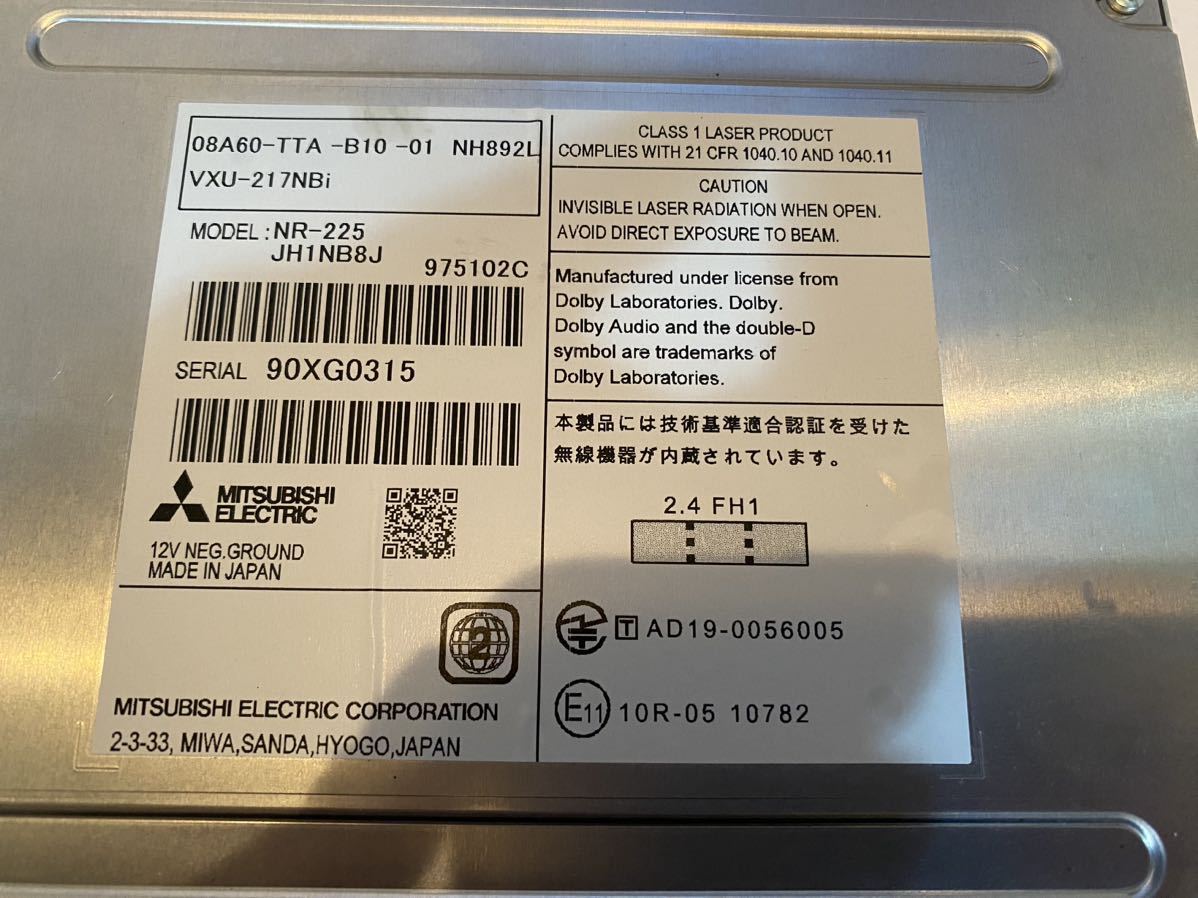 08A60-TTA -B10 -01 NH892L
VXU-217NBi
MODEL : NR-225
JH1NB8J
975102C
SERIAL 90XG0315
MITSUBISHI
ELECTRIC
12V NEG.GROUND
MADE IN JAPAN
2
MITSUBISHI ELECTRIC CORPORATION
2-3-33, MIWA,SANDA,HYOGO,JAPAN
CLASS 1 LASER PRODUCT
COMPLIES WITH 21 CFR 1040.10 AND 1040.11
CAUTION
INVISIBLE LASER RADIATION WHEN OPEN.
AVOID DIRECT EXPOSURE TO BEAM.
Manufactured under license from
Dolby Laboratories. Dolby.
Dolby Audio and the double-D
symbol are trademarks of
Dolby Laboratories.
本製品には技術基準適合認証を受けた
無線機器が内蔵されています。
2.4 FH1
T AD19-0056005
E11 10R-05 10782